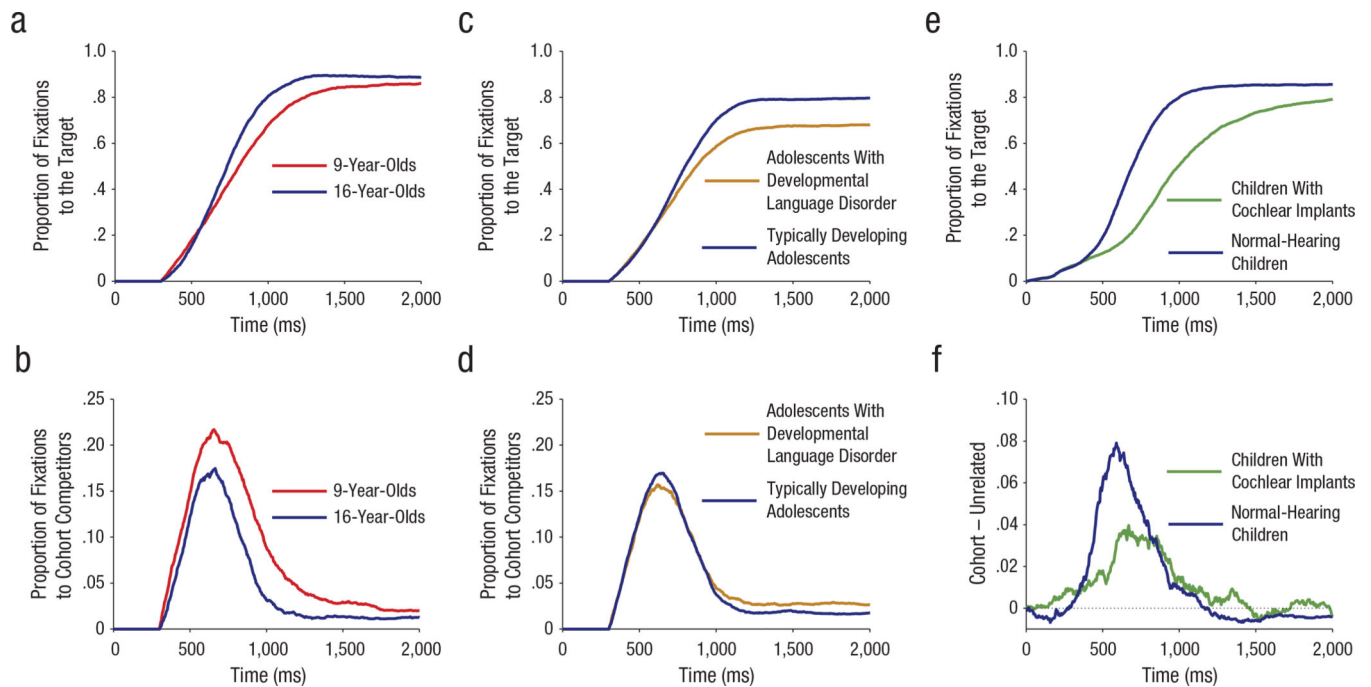 a
Proportion of Fixations
to the Target
1.0
.8
.6
.4
.2
0
9-Year-Olds
16-Year-Olds
0 500 1,000 1,500 2,000
Time (ms)
c
Proportion of Fixations
to the Target
1.0
.8
.6
.4
.2
0
Adolescents With
Developmental
Language Disorder
Typically Developing
Adolescents
0 500 1,000 1,500 2,000
Time (ms)
e
Proportion of Fixations
to the Target
1.0
.8
.6
.4
.2
0
Children With
Cochlear Implants
Normal-Hearing
Children
0 500 1,000 1,500 2,000
Time (ms)
b
Proportion of Fixations
to Cohort Competitors
.25
.20
.15
.10
.05
0
9-Year-Olds
16-Year-Olds
0 500 1,000 1,500 2,000
Time (ms)
d
Proportion of Fixations
to Cohort Competitors
.25
.20
.15
.10
.05
0
Adolescents With
Developmental
Language Disorder
Typically Developing
Adolescents
0 500 1,000 1,500 2,000
Time (ms)
f
Cohort – Unrelated
0.10
0.08
0.06
0.04
0.02
0
Children With
Cochlear Implants
Normal-Hearing
Children
0 500 1,000 1,500 2,000
Time (ms)